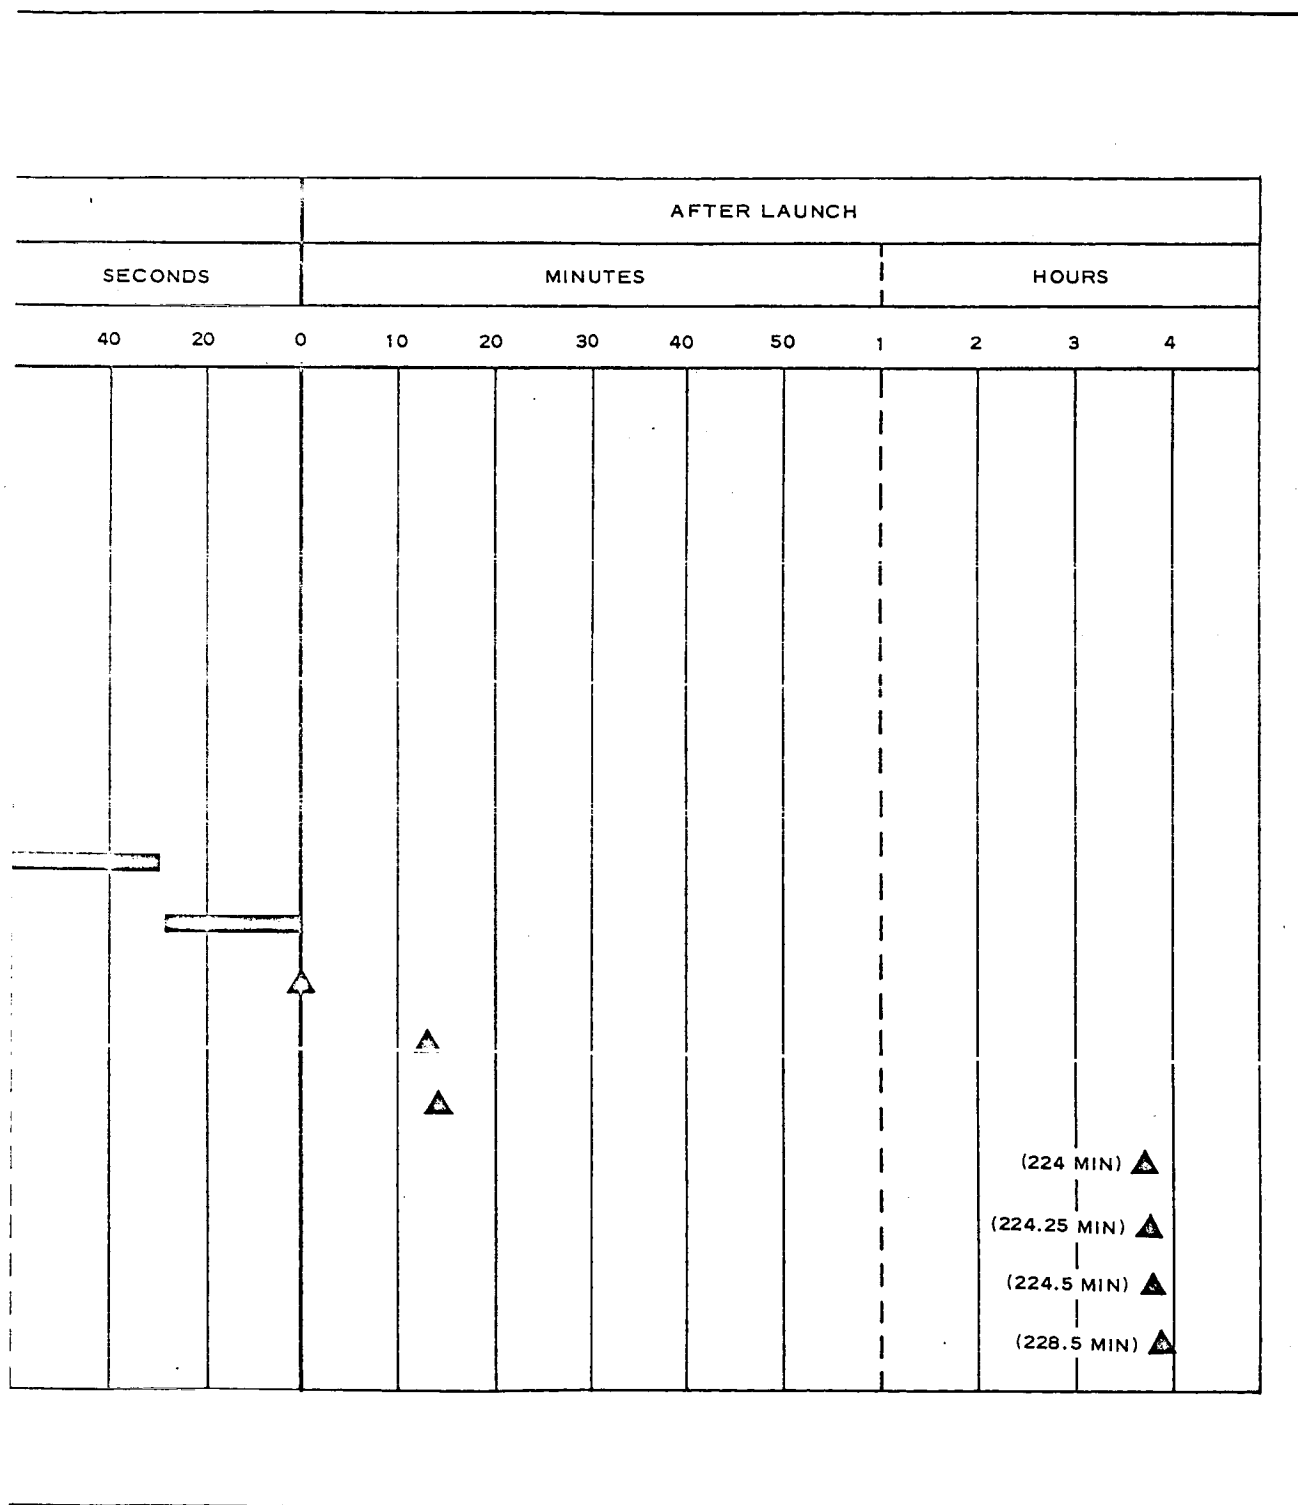 AFTER LAUNCH
SECONDS MINUTES HOURS
40 20 0 10 20 30 40 50 1 2 3 4
(224 MIN)
(224.25 MIN)
(224.5 MIN)
(228.5 MIN)